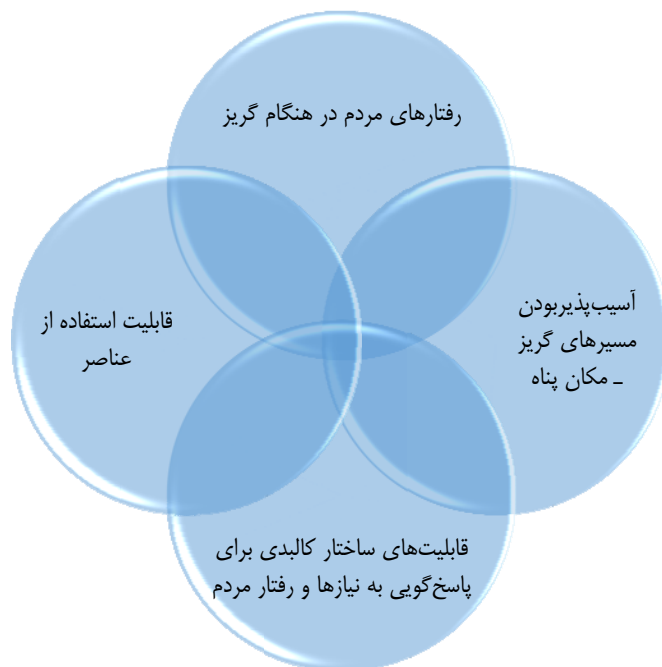 رفتارهای مردم در هنگام گریز
آسیب‌پذیربودن
مسیرهای گریز
ـ مکان پناه
قابلیت استفاده از
عناصر
قابلیت‌های ساختار کالبدی برای
پاسخ‌گویی به نیازها و رفتار مردم